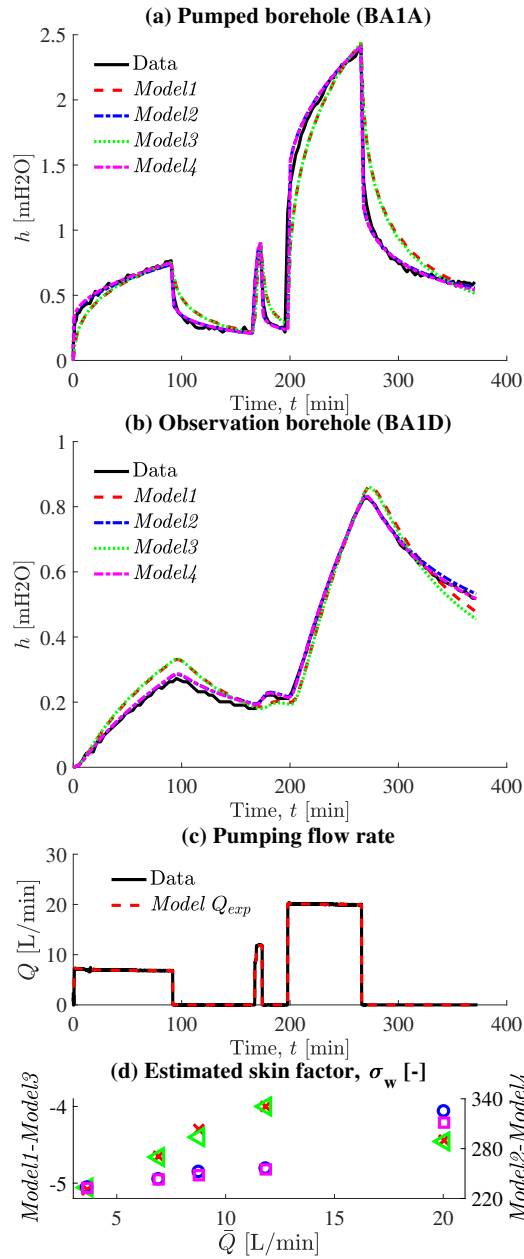 (a) Pumped borehole (BA1A)
h [mH2O]
2.5
2
1.5
1
0.5
0
Data
Model1
Model2
Model3
Model4
0 100 200 300 400
Time, t [min]
(b) Observation borehole (BA1D)
h [mH2O]
1
0.8
0.6
0.4
0.2
0
Data
Model1
Model2
Model3
Model4
0 100 200 300 400
Time, t [min]
(c) Pumping flow rate
Q [L/min]
30
20
10
0
Data
Model Q_exp
0 100 200 300 400
Time, t [min]
(d) Estimated skin factor, σ_w [-]
Model1-Model3
-4
-5
340
280
220
Model2-Model4
5 10 15 20
Q̄ [L/min]